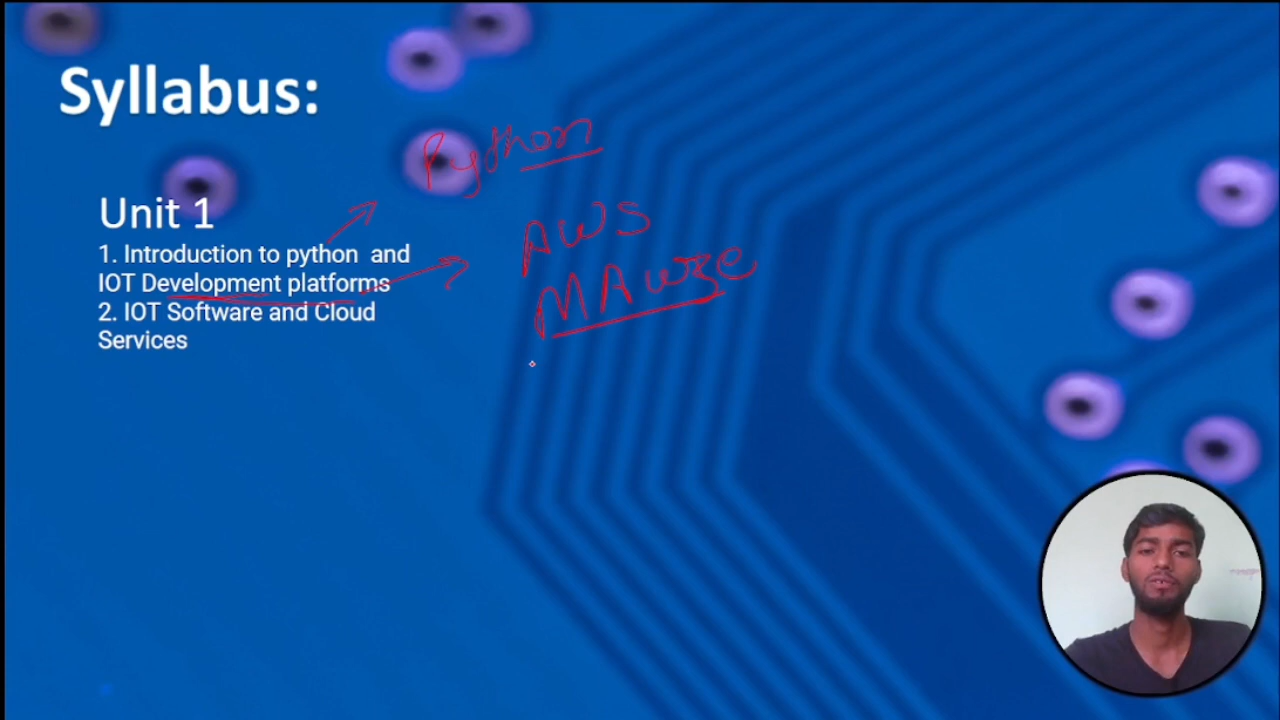 Syllabus:
Python
Unit 1
AWS
1. Introduction to python and
IOT Development platforms
2. IOT Software and Cloud
Services